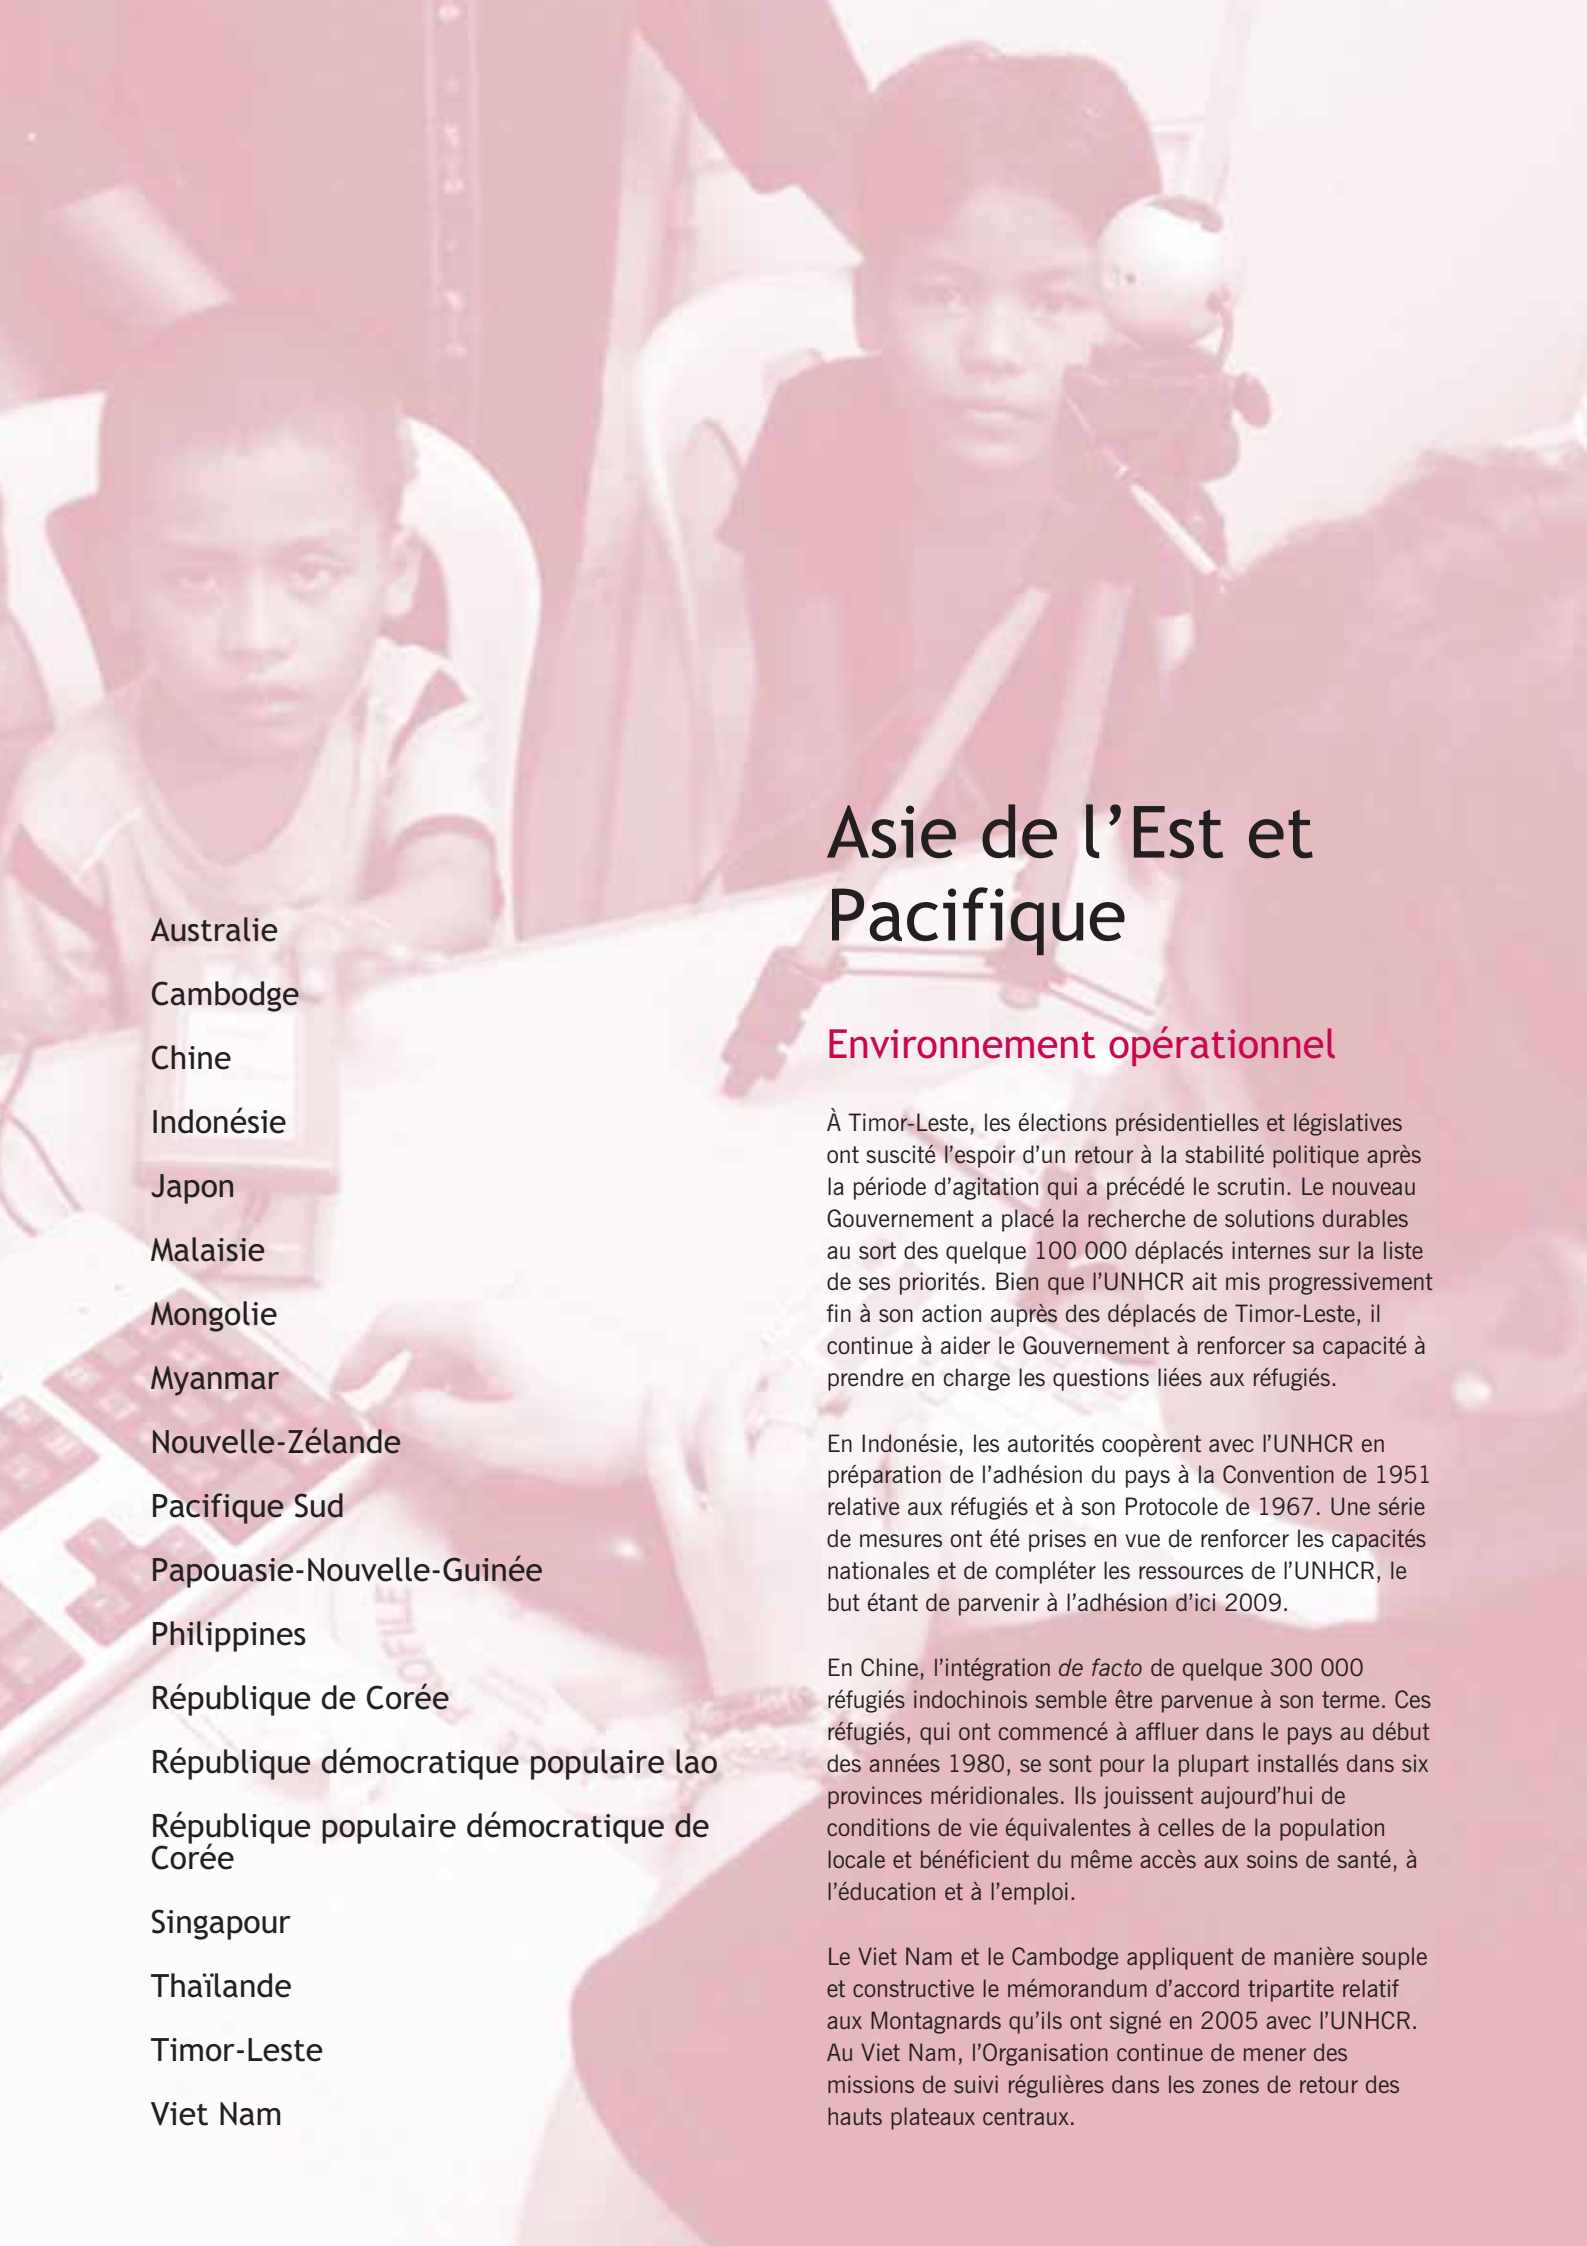 Australie
Cambodge
Chine
Indonésie
Japon
Malaisie
Mongolie
Myanmar
Nouvelle-Zélande
Pacifique Sud
Papouasie-Nouvelle-Guinée
Philippines
République de Corée
République démocratique populaire lao
République populaire démocratique de
Corée
Singapour
Thaïlande
Timor-Leste
Viet Nam
Asie de l’Est et
Pacifique
Environnement opérationnel
À Timor-Leste, les élections présidentielles et législatives
ont suscité l’espoir d’un retour à la stabilité politique après
la période d’agitation qui a précédé le scrutin. Le nouveau
Gouvernement a placé la recherche de solutions durables
au sort des quelque 100 000 déplacés internes sur la liste
de ses priorités. Bien que l’UNHCR ait mis progressivement
fin à son action auprès des déplacés de Timor-Leste, il
continue à aider le Gouvernement à renforcer sa capacité à
prendre en charge les questions liées aux réfugiés.
En Indonésie, les autorités coopèrent avec l’UNHCR en
préparation de l’adhésion du pays à la Convention de 1951
relative aux réfugiés et à son Protocole de 1967. Une série
de mesures ont été prises en vue de renforcer les capacités
nationales et de compléter les ressources de l’UNHCR, le
but étant de parvenir à l’adhésion d’ici 2009.
En Chine, l’intégration de facto de quelque 300 000
réfugiés indochinois semble être parvenue à son terme. Ces
réfugiés, qui ont commencé à affluer dans le pays au début
des années 1980, se sont pour la plupart installés dans six
provinces méridionales. Ils jouissent aujourd’hui de
conditions de vie équivalentes à celles de la population
locale et bénéficient du même accès aux soins de santé, à
l’éducation et à l’emploi.
Le Viet Nam et le Cambodge appliquent de manière souple
et constructive le mémorandum d’accord tripartite relatif
aux Montagnards qu’ils ont signé en 2005 avec l’UNHCR.
Au Viet Nam, l’Organisation continue de mener des
missions de suivi régulières dans les zones de retour des
hauts plateaux centraux.
PROFILE